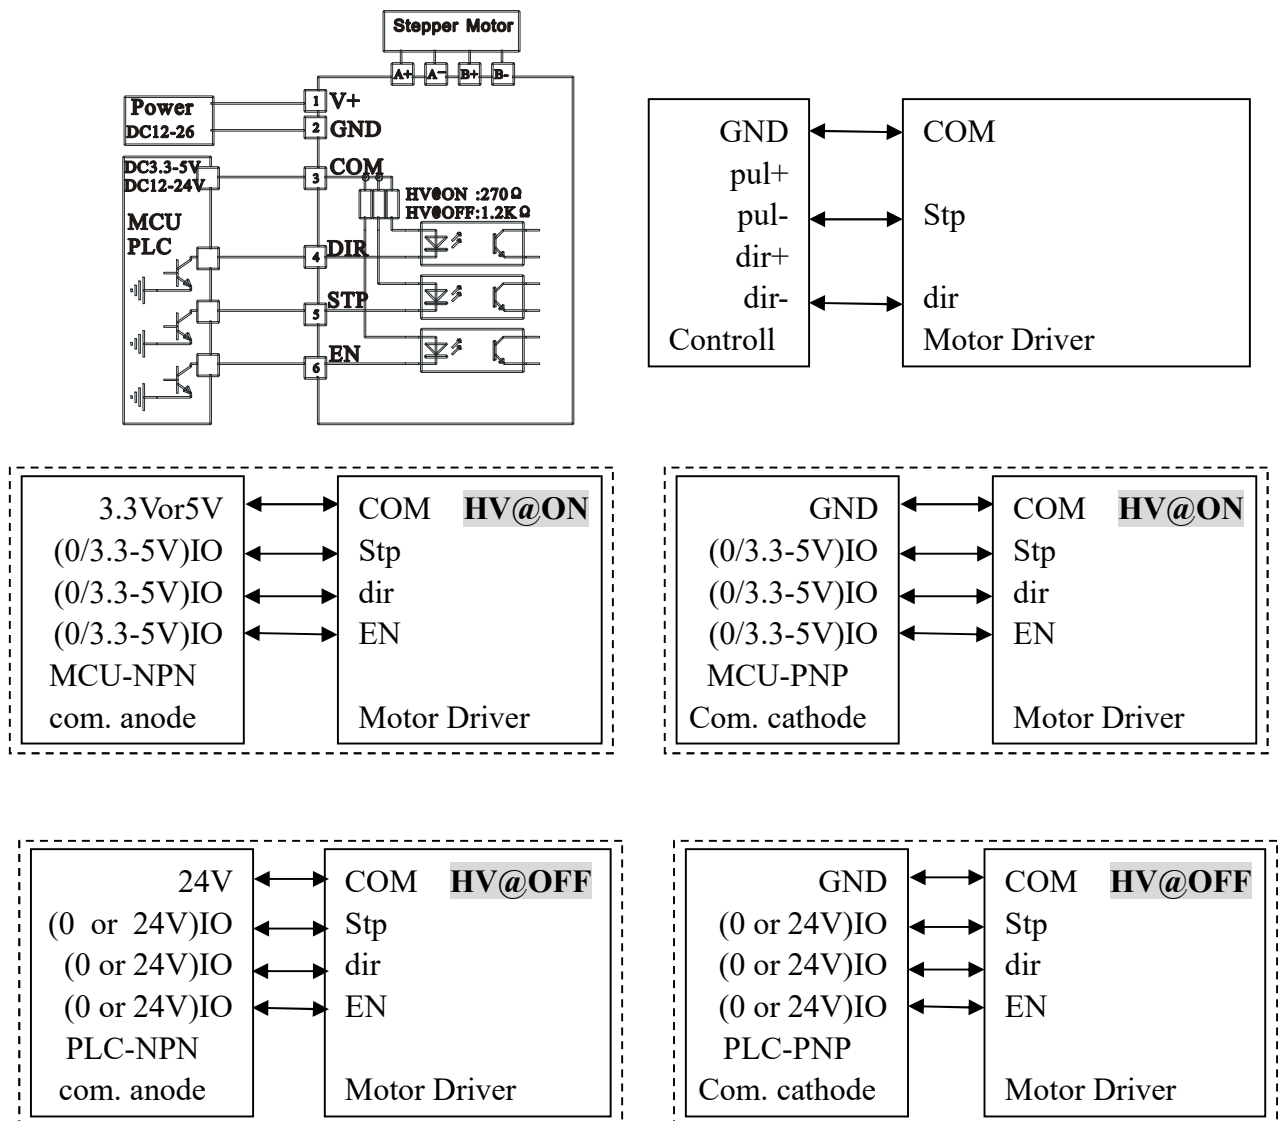 Stepper Motor
A+ A- B+ B-
Power
DC12-26
1 V+
2 GND
DC3.3-5V
DC12-24V
MCU
PLC
3 COM
HV@ON :270Ω
HV@OFF:1.2KΩ
4 DIR
5 STP
6 EN
GND COM
pul+
pul- Stp
dir+
dir- dir
Controll Motor Driver
3.3Vor5V COM HV@ON
(0/3.3-5V)IO Stp
(0/3.3-5V)IO dir
(0/3.3-5V)IO EN
MCU-NPN
com. anode Motor Driver
GND COM HV@ON
(0/3.3-5V)IO Stp
(0/3.3-5V)IO dir
(0/3.3-5V)IO EN
MCU-PNP
Com. cathode Motor Driver
24V COM HV@OFF
(0 or 24V)IO Stp
(0 or 24V)IO dir
(0 or 24V)IO EN
PLC-NPN
com. anode Motor Driver
GND COM HV@OFF
(0 or 24V)IO Stp
(0 or 24V)IO dir
(0 or 24V)IO EN
PLC-PNP
Com. cathode Motor Driver